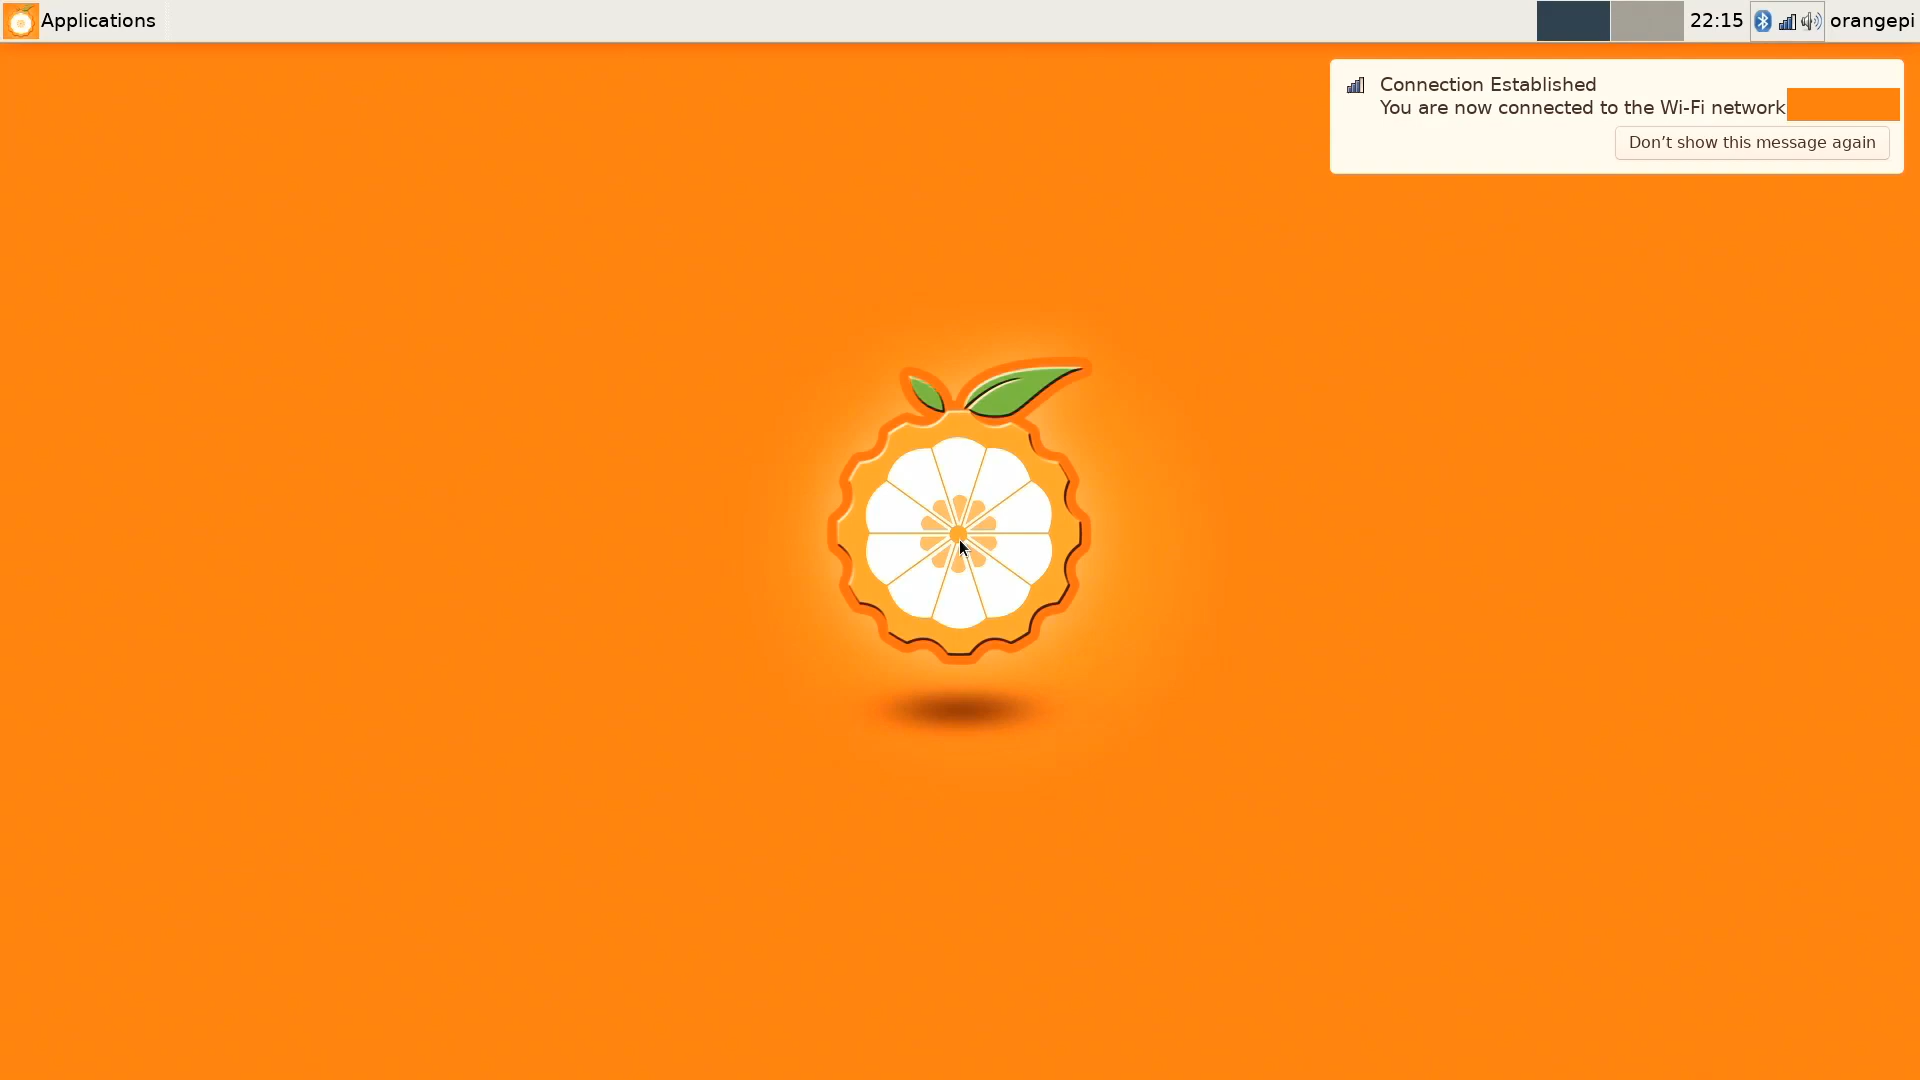 Applications
22:15
orangepi
Connection Established
You are now connected to the Wi-Fi network
Don’t show this message again